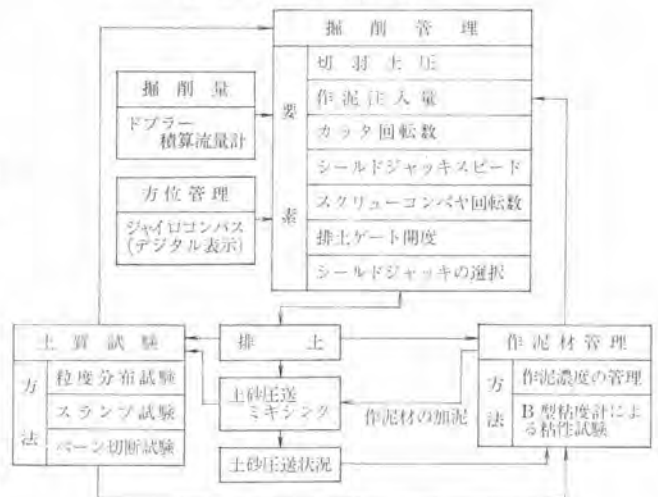 掘削管理
要素
切羽土圧
作泥注入量
カッタ回転数
シールドジャッキスピード
スクリューコンベヤ回転数
排土ゲート開度
シールドジャッキの選択
掘削量
ドプラー
積算流量計
方位管理
ジャイロコンパス
(デジタル表示)
土質試験
方法
粒度分布試験
スランプ試験
ベーン切断試験
排土
土砂圧送
ミキシング
土砂圧送状況
作泥材の加泥
作泥材管理
方法
作泥濃度の管理
B型粘度計によ
る粘性試験